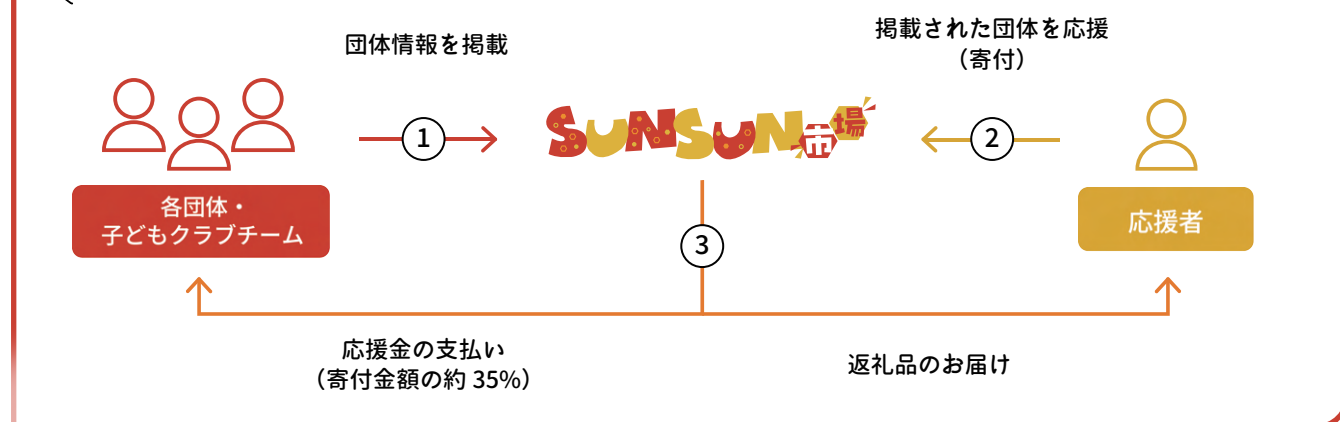 団体情報を掲載
掲載された団体を応援
（寄付）
1
SUNSUN市場
2
各団体・
子どもクラブチーム
応援者
3
応援金の支払い
（寄付金額の約 35%）
返礼品のお届け